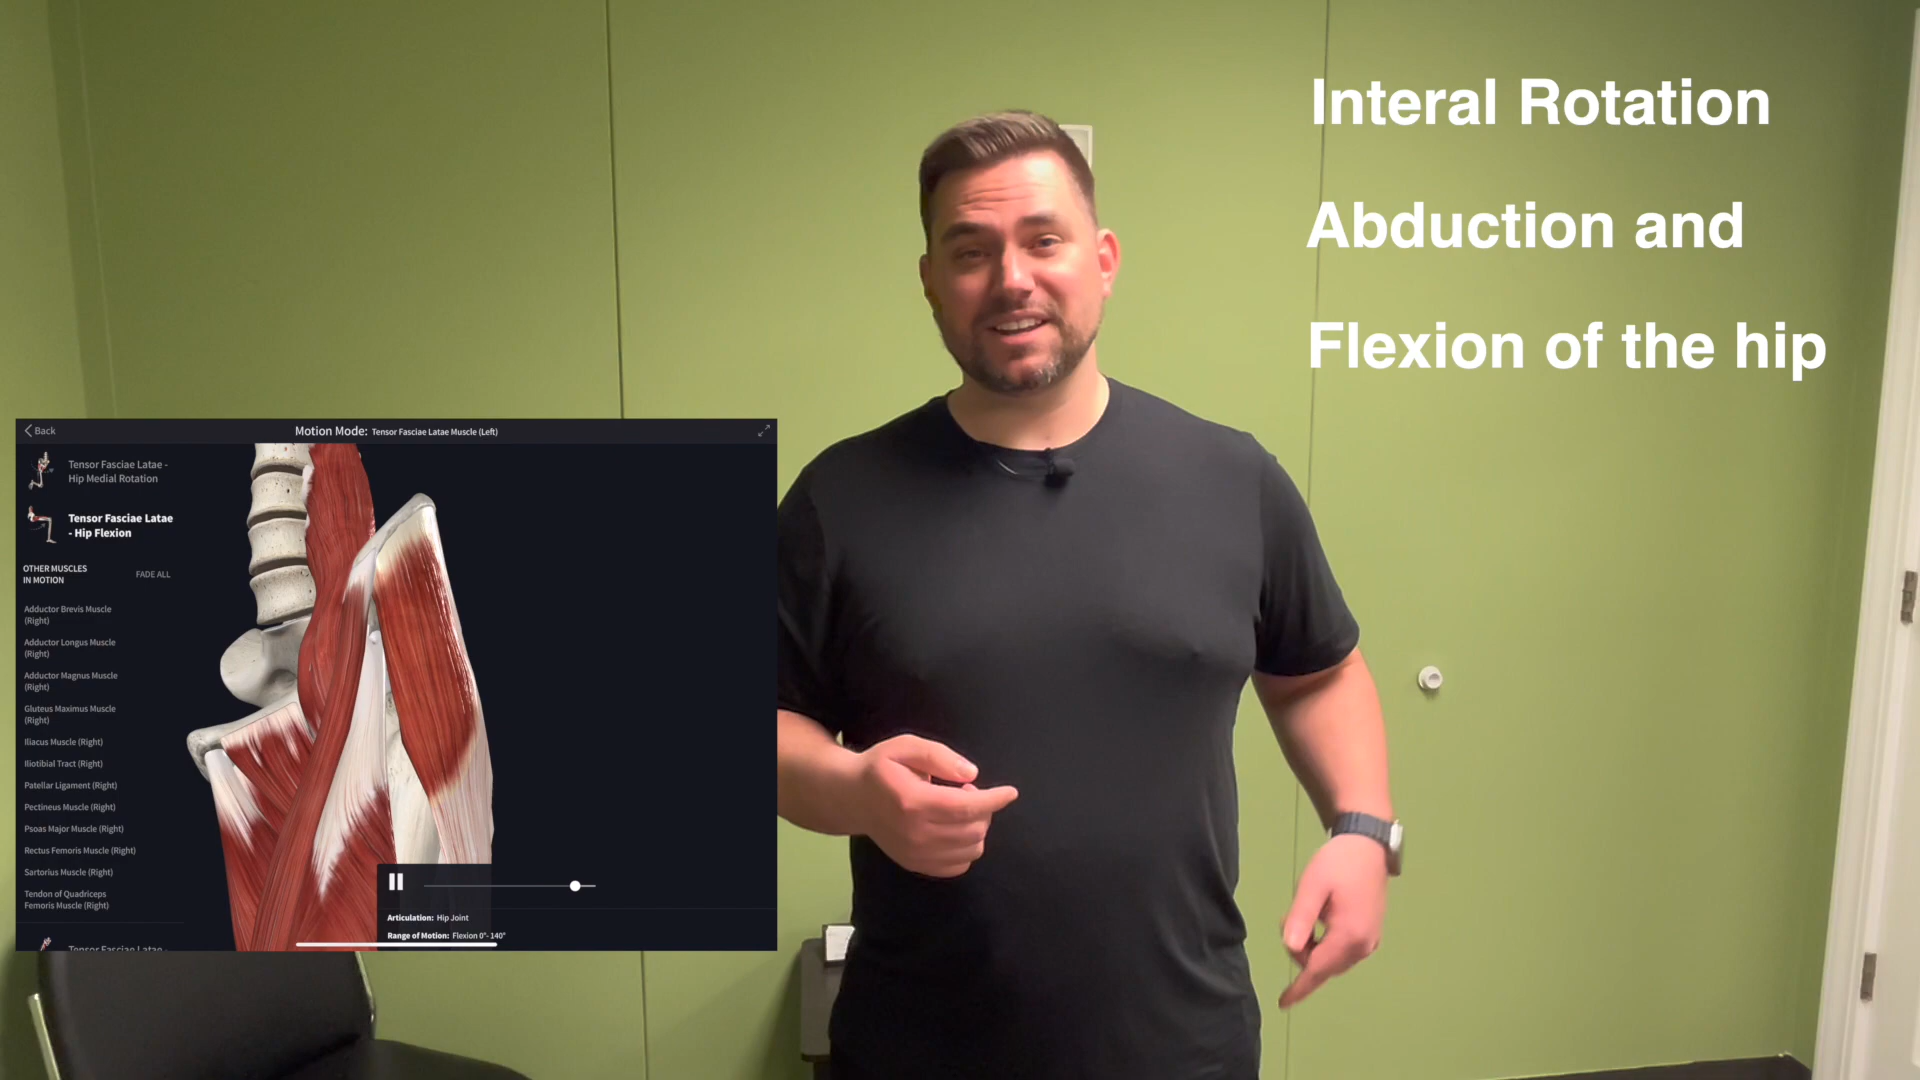 Interal Rotation
Abduction and
Flexion of the hip
Back
Motion Mode: Tensor Fasciae Latae Muscle (Left)
Tensor Fasciae Latae -
Hip Medial Rotation
Tensor Fasciae Latae
- Hip Flexion
OTHER MUSCLES
IN MOTION
FADE ALL
Adductor Brevis Muscle
(Right)
Adductor Longus Muscle
(Right)
Adductor Magnus Muscle
(Right)
Gluteus Maximus Muscle
(Right)
Iliacus Muscle (Right)
Iliotibial Tract (Right)
Patellar Ligament (Right)
Pectineus Muscle (Right)
Psoas Major Muscle (Right)
Rectus Femoris Muscle (Right)
Sartorius Muscle (Right)
Tendon of Quadriceps
Femoris Muscle (Right)
Tensor Fasciae Latae -
Articulation: Hip Joint
Range of Motion: Flexion 0°- 140°